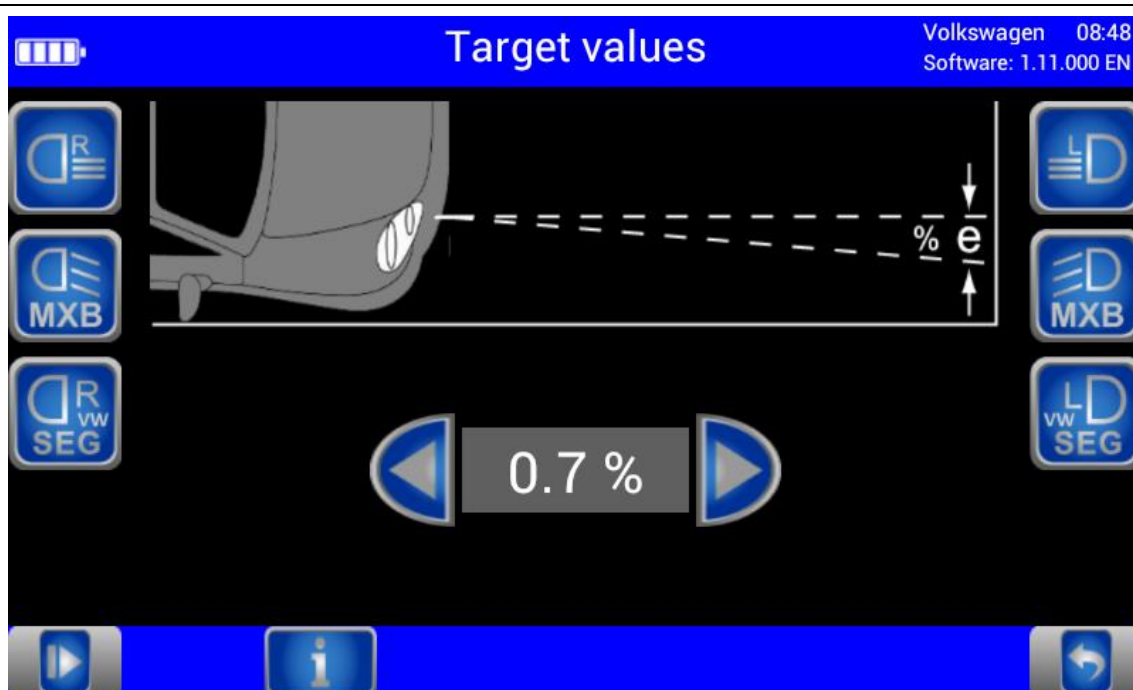 Target values
Volkswagen 08:48
Software: 1.11.000 EN
R
L
% e
MXB
MXB
R
VW
SEG
L
VW
SEG
0.7 %
i